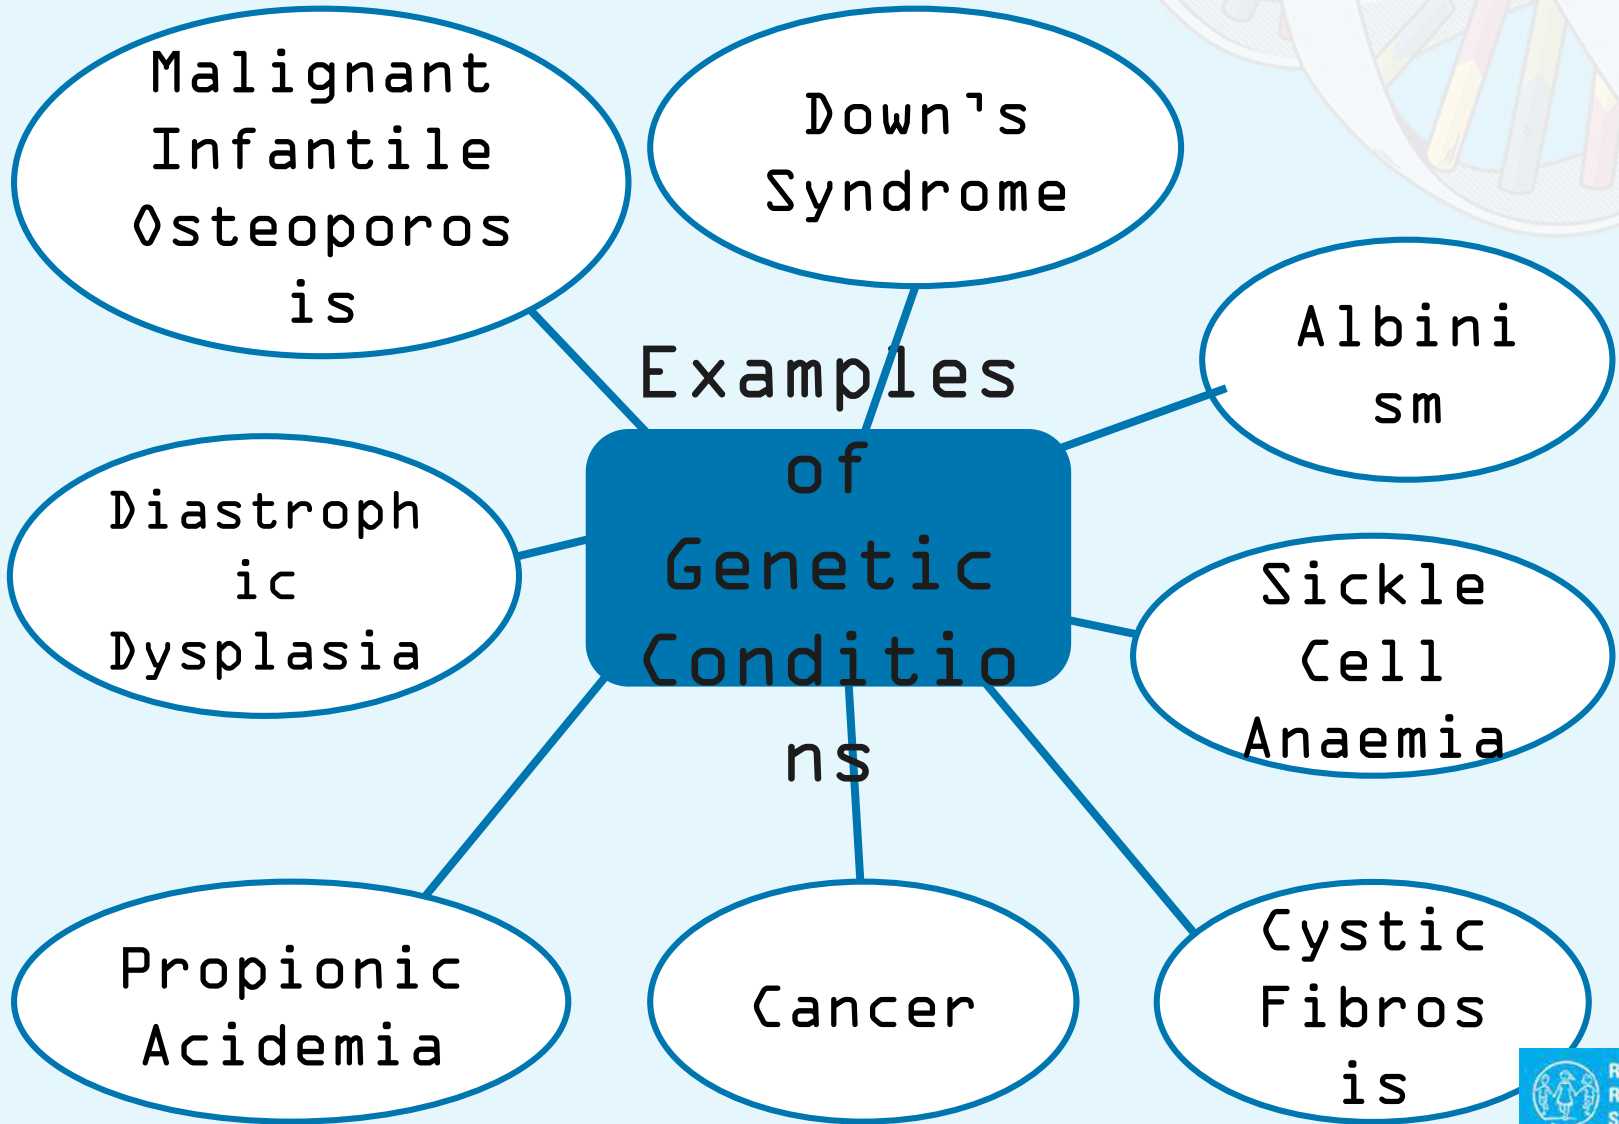 Malignant
Infantile
Osteoporos
is
Down's
Syndrome
Albini
sm
Examples
of
Genetic
Conditio
ns
Diastroph
ic
Dysplasia
Sickle
Cell
Anaemia
Propionic
Acidemia
Cancer
Cystic
Fibros
is
R
R
S